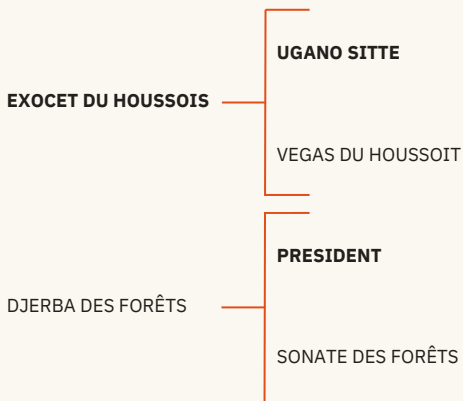 UGANO SITTE
EXOCET DU HOUSSOIS
VEGAS DU HOUSSOIT
PRESIDENT
DJERBA DES FORÊTS
SONATE DES FORÊTS